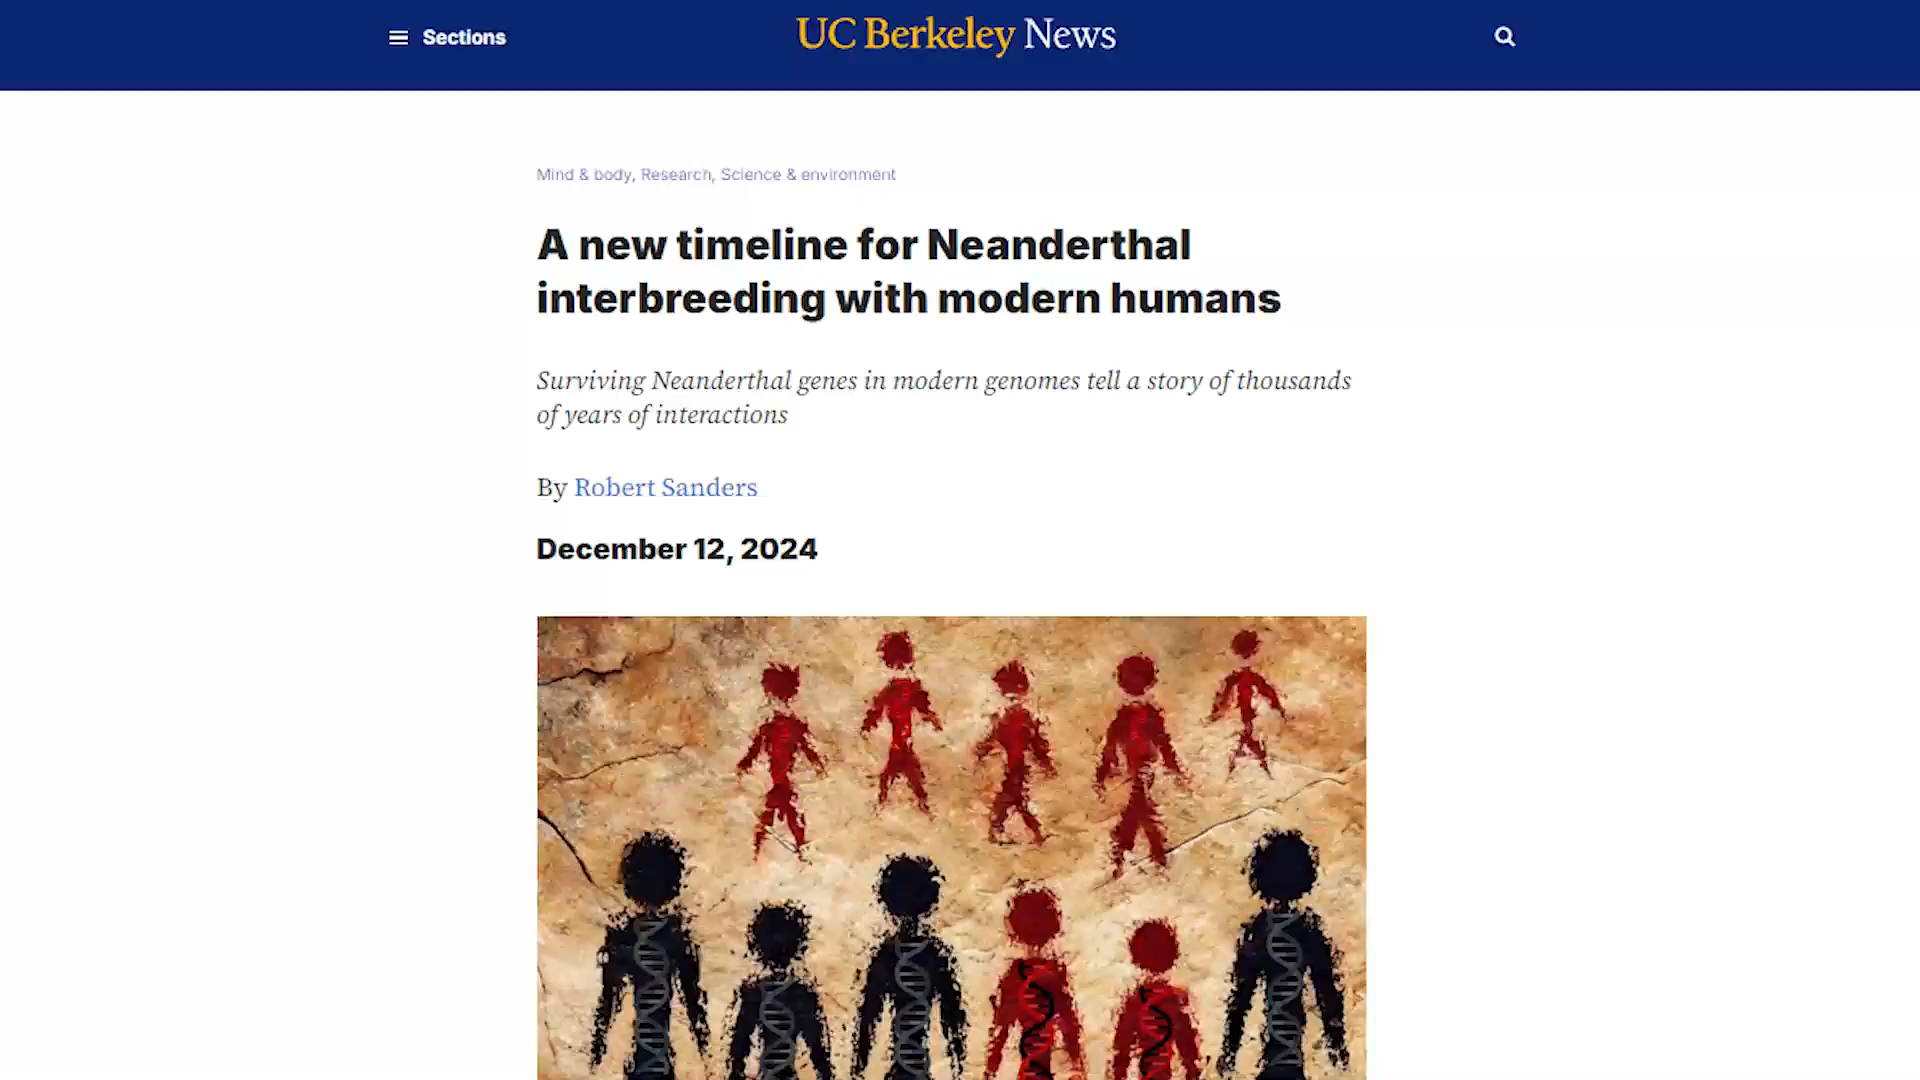 Sections
UC Berkeley News
Mind & body, Research, Science & environment
A new timeline for Neanderthal
interbreeding with modern humans
Surviving Neanderthal genes in modern genomes tell a story of thousands
of years of interactions
By Robert Sanders
December 12, 2024